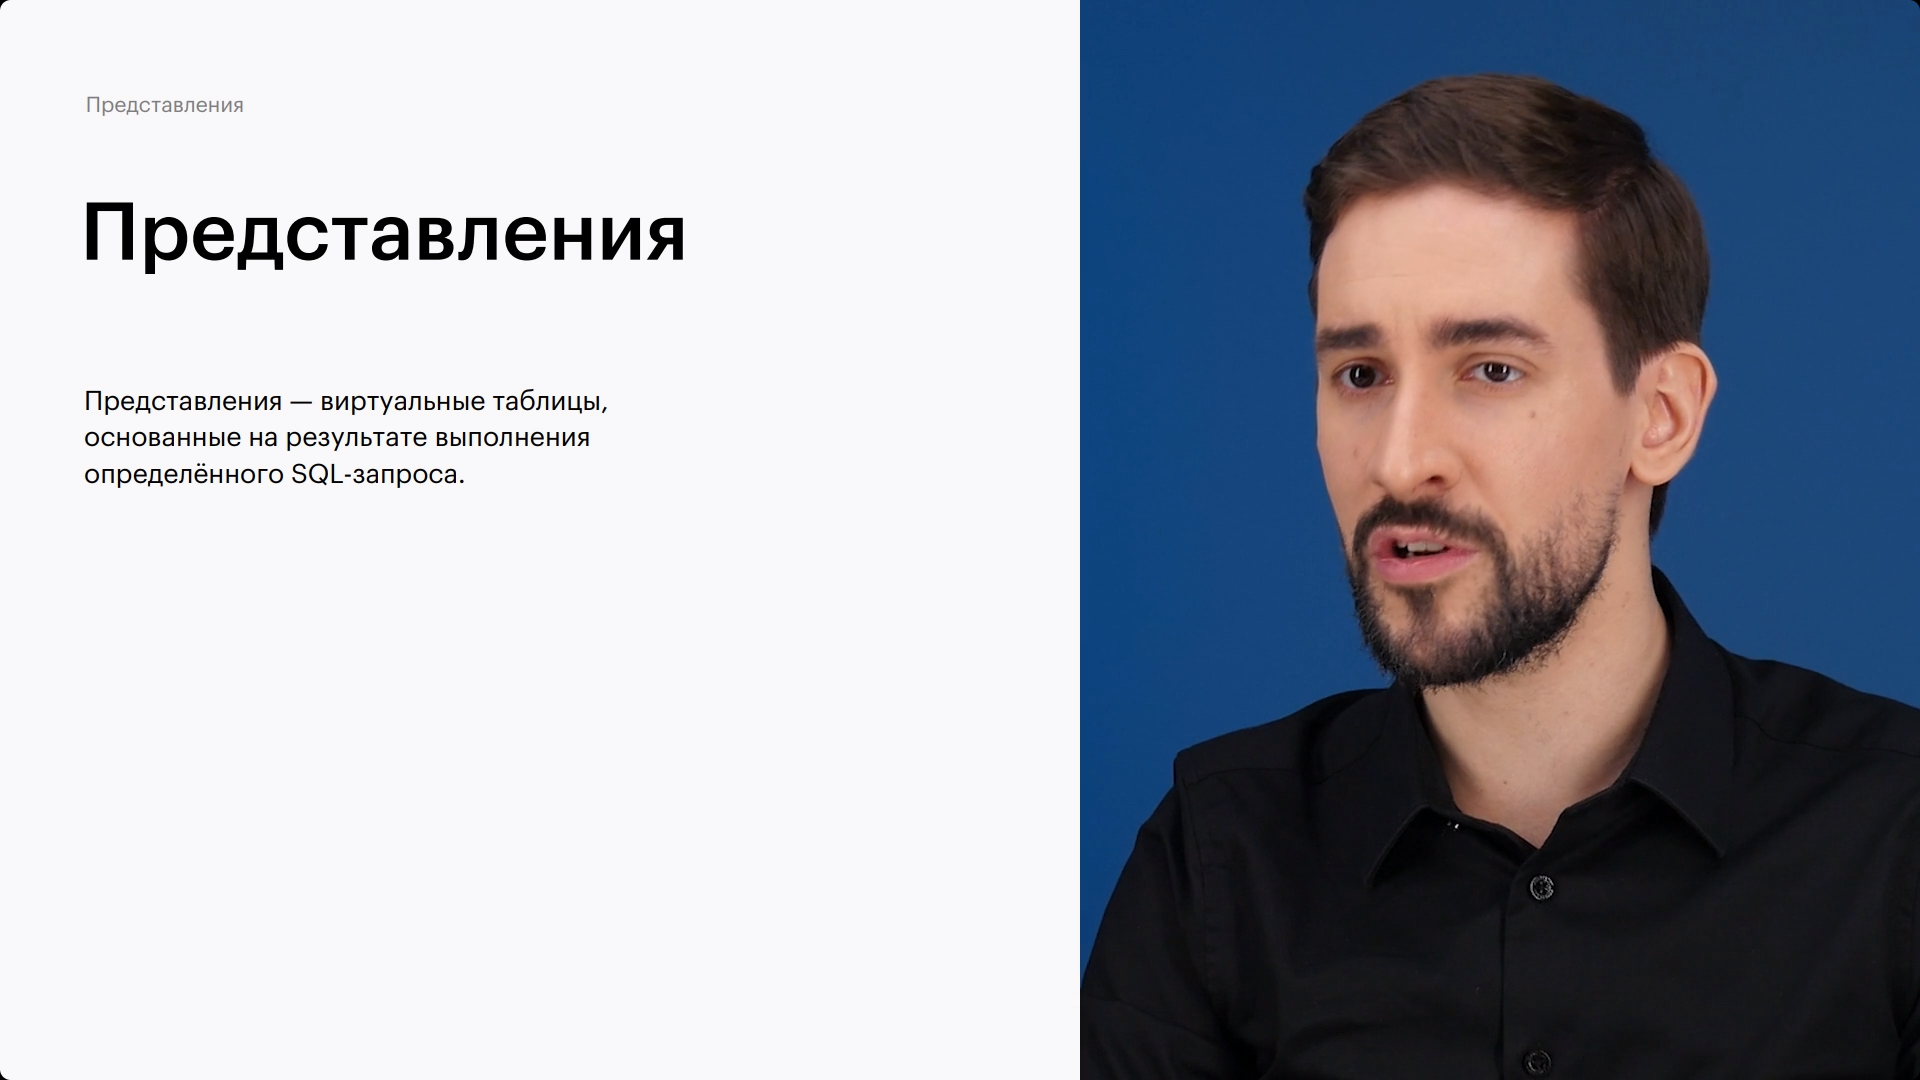 Представления
Представления
Представления — виртуальные таблицы,
основанные на результате выполнения
определённого SQL-запроса.